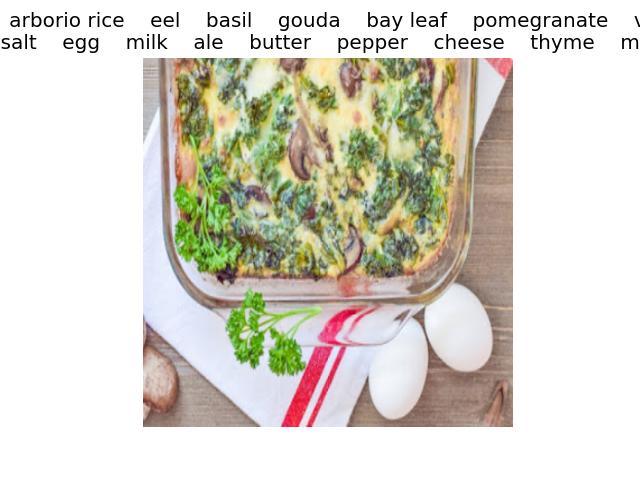 arborio rice eel basil gouda bay leaf pomegranate
salt egg milk ale butter pepper cheese thyme